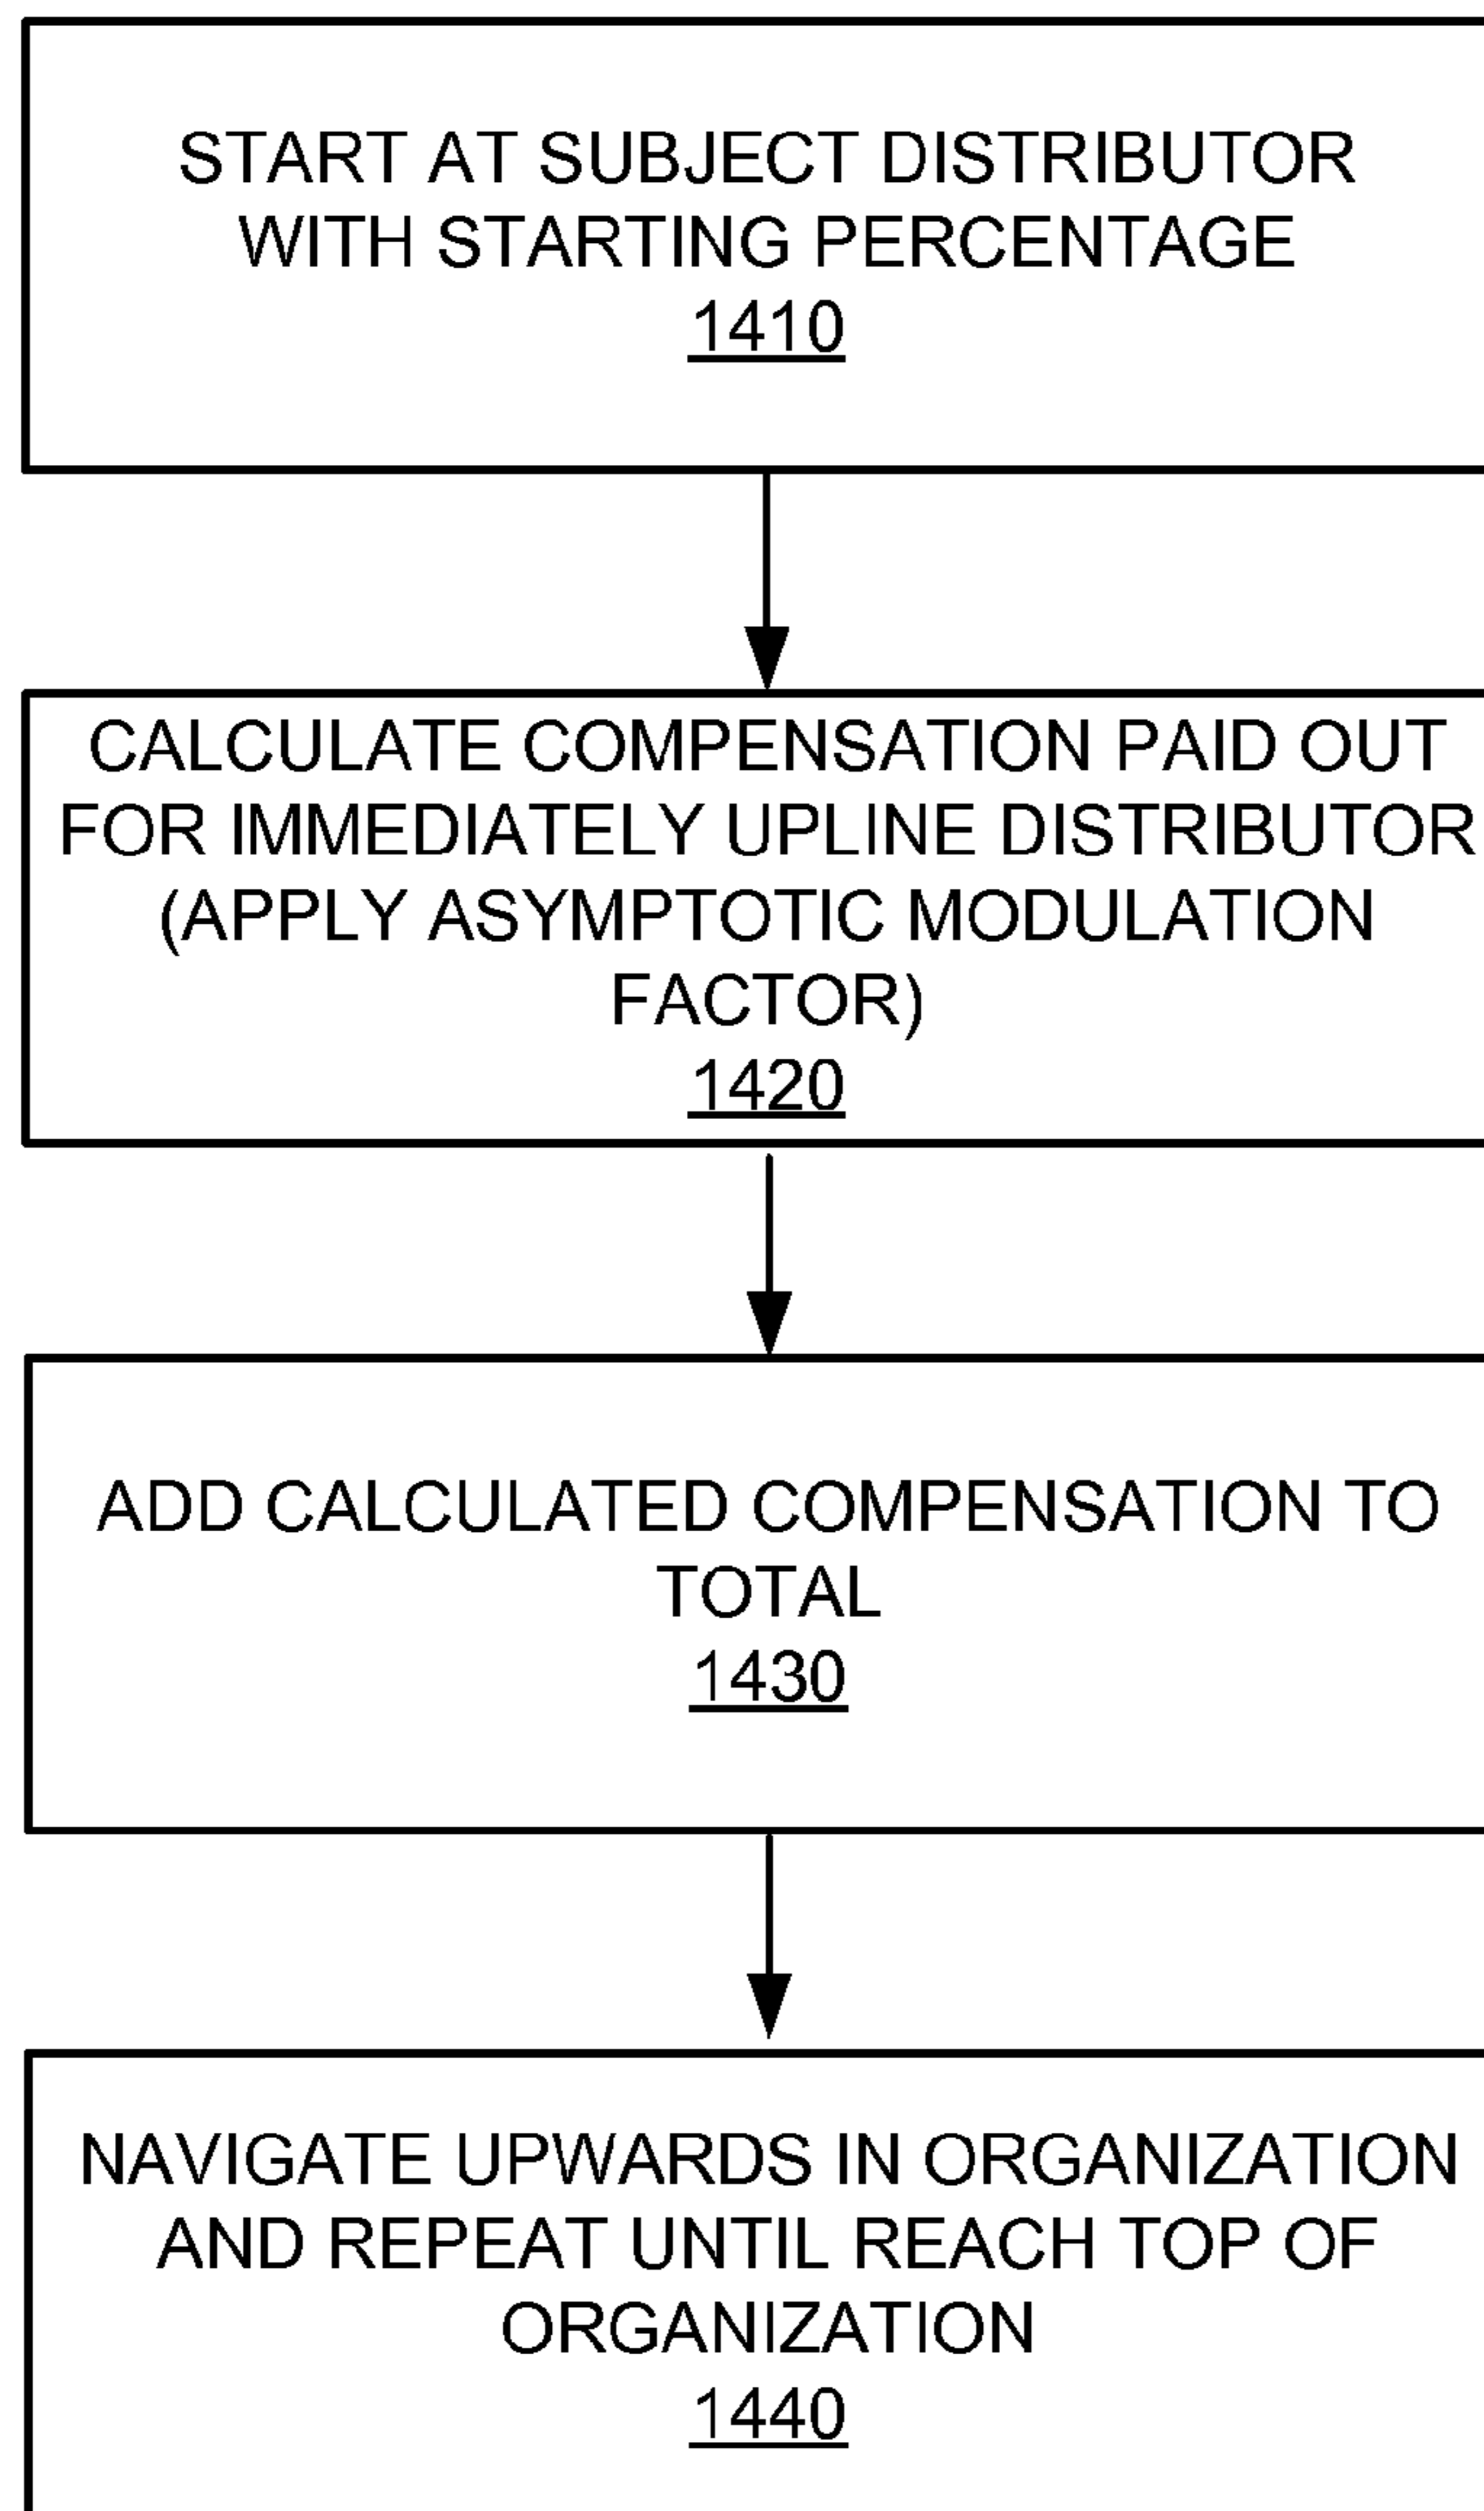 START AT SUBJECT DISTRIBUTOR
WITH STARTING PERCENTAGE
1410
CALCULATE COMPENSATION PAID OUT
FOR IMMEDIATELY UPLINE DISTRIBUTOR
(APPLY ASYMPTOTIC MODULATION
FACTOR)
1420
ADD CALCULATED COMPENSATION TO
TOTAL
1430
NAVIGATE UPWARDS IN ORGANIZATION
AND REPEAT UNTIL REACH TOP OF
ORGANIZATION
1440